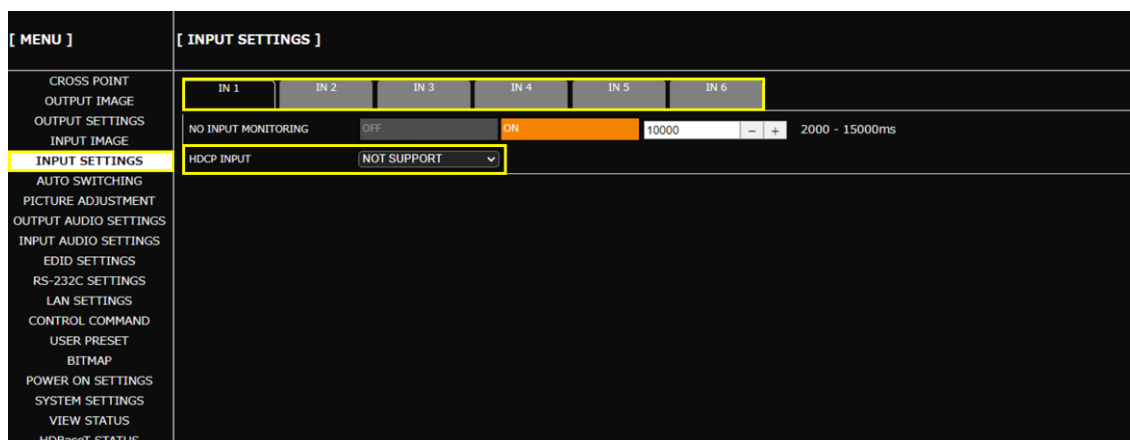 [ MENU ]
[ INPUT SETTINGS ]
CROSS POINT
OUTPUT IMAGE
OUTPUT SETTINGS
INPUT IMAGE
INPUT SETTINGS
AUTO SWITCHING
PICTURE ADJUSTMENT
OUTPUT AUDIO SETTINGS
INPUT AUDIO SETTINGS
EDID SETTINGS
RS-232C SETTINGS
LAN SETTINGS
CONTROL COMMAND
USER PRESET
BITMAP
POWER ON SETTINGS
SYSTEM SETTINGS
VIEW STATUS
HDBaseT STATUS
IN 1 IN 2 IN 3 IN 4 IN 5 IN 6
NO INPUT MONITORING OFF ON 10000 − + 2000 - 15000ms
HDCP INPUT NOT SUPPORT